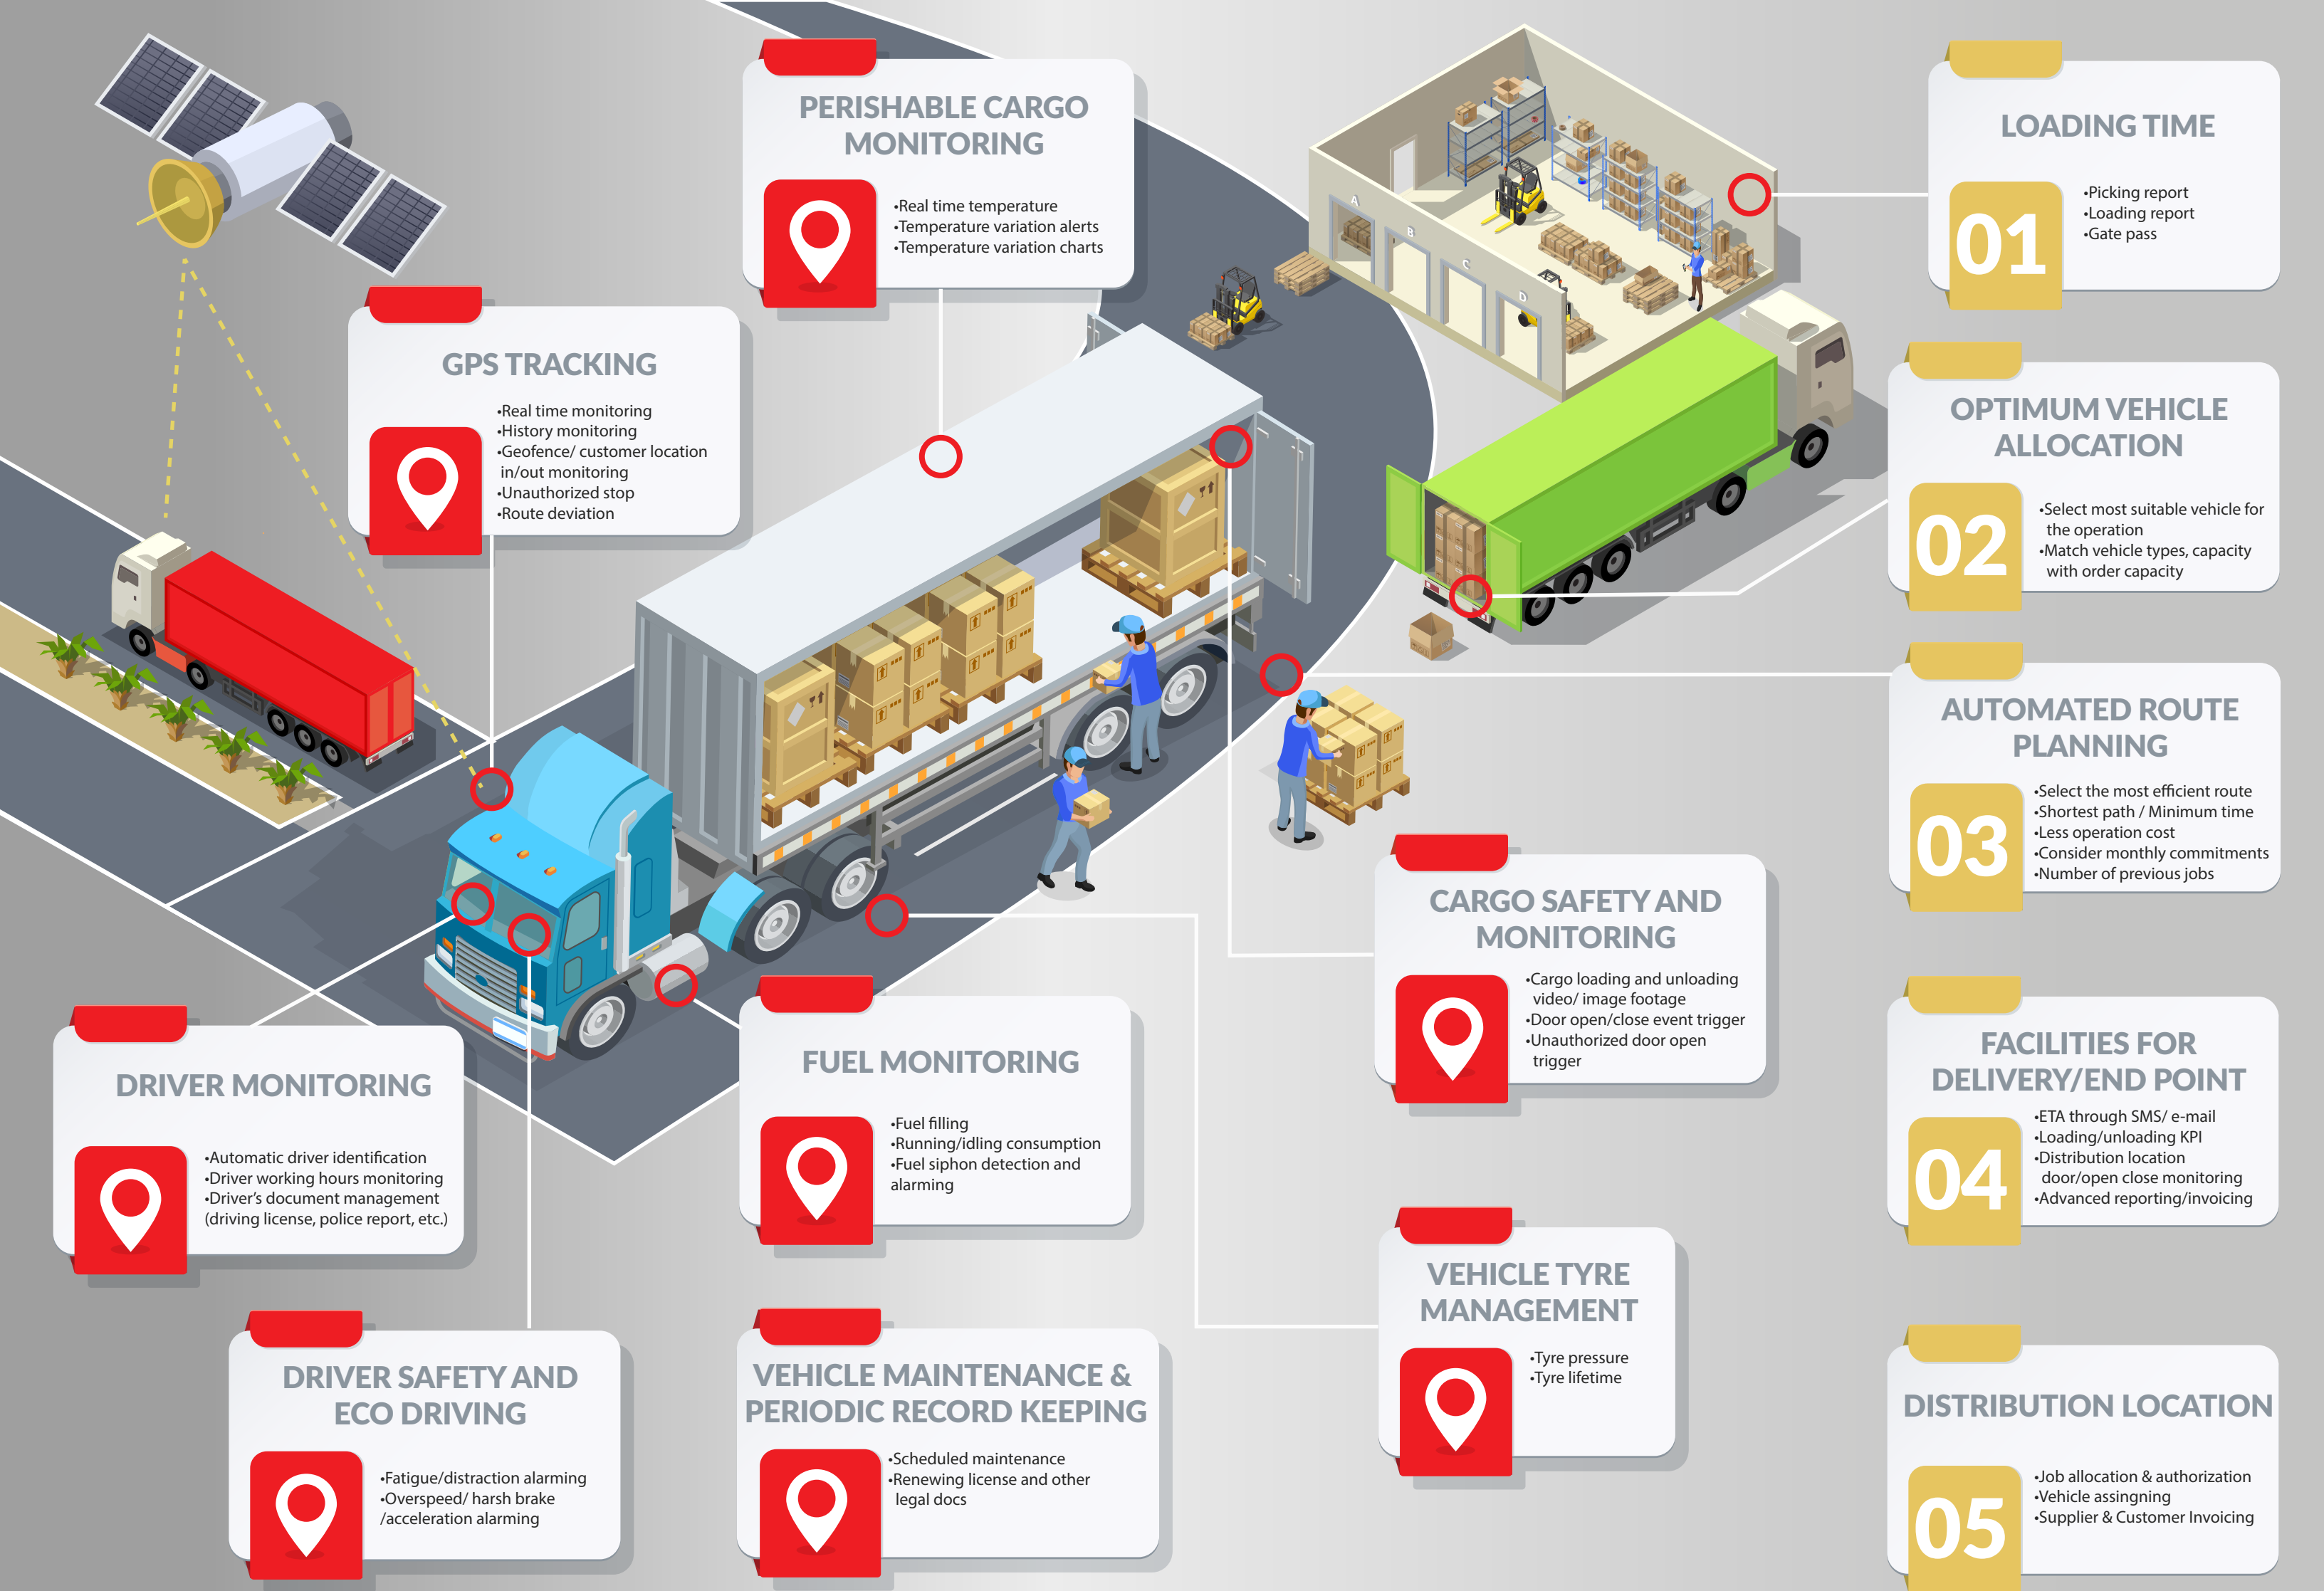 PERISHABLE CARGO
MONITORING
•Real time temperature
•Temperature variation alerts
•Temperature variation charts
GPS TRACKING
•Real time monitoring
•History monitoring
•Geofence/ customer location
in/out monitoring
•Unauthorized stop
•Route deviation
A
B
C
D
LOADING TIME
01
•Picking report
•Loading report
•Gate pass
OPTIMUM VEHICLE
ALLOCATION
02
•Select most suitable vehicle for
the operation
•Match vehicle types, capacity
with order capacity
AUTOMATED ROUTE
PLANNING
03
•Select the most efficient route
•Shortest path / Minimum time
•Less operation cost
•Consider monthly commitments
•Number of previous jobs
CARGO SAFETY AND
MONITORING
•Cargo loading and unloading
video/ image footage
•Door open/close event trigger
•Unauthorized door open
trigger
FACILITIES FOR
DELIVERY/END POINT
04
•ETA through SMS/ e-mail
•Loading/unloading KPI
•Distribution location
door/open close monitoring
•Advanced reporting/invoicing
DRIVER MONITORING
•Automatic driver identification
•Driver working hours monitoring
•Driver’s document management
(driving license, police report, etc.)
FUEL MONITORING
•Fuel filling
•Running/idling consumption
•Fuel siphon detection and
alarming
VEHICLE TYRE
MANAGEMENT
•Tyre pressure
•Tyre lifetime
DRIVER SAFETY AND
ECO DRIVING
•Fatigue/distraction alarming
•Overspeed/ harsh brake
/acceleration alarming
VEHICLE MAINTENANCE &
PERIODIC RECORD KEEPING
•Scheduled maintenance
•Renewing license and other
legal docs
DISTRIBUTION LOCATION
05
•Job allocation & authorization
•Vehicle assingning
•Supplier & Customer Invoicing